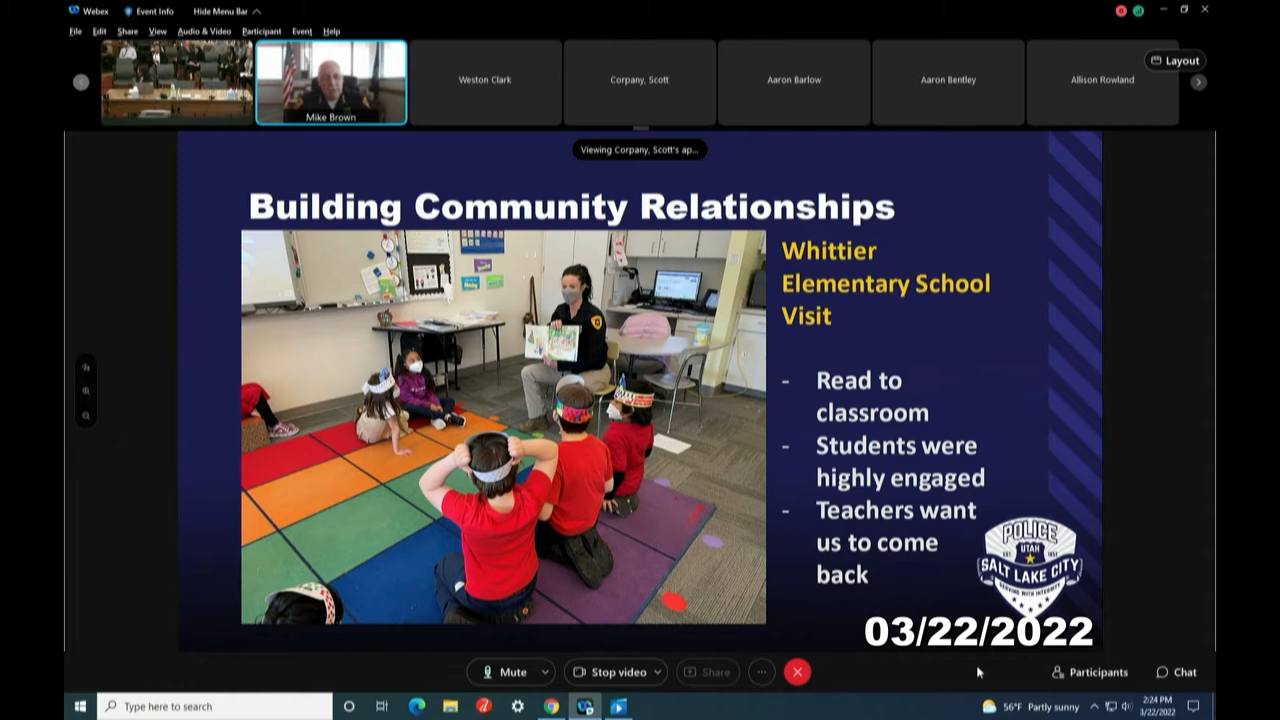 Webex
Event Info
Hide Menu Bar
File Edit Share View Audio & Video Participant Event Help
Mike Brown
Weston Clark
Corpany, Scott
Aaron Barlow
Aaron Bentley
Allison Rowland
Layout
Viewing Corpany, Scott's ap...
Building Community Relationships
Whittier
Elementary School
Visit
- Read to
classroom
- Students were
highly engaged
- Teachers want
us to come
back
POLICE
UTAH
SALT LAKE CITY
SERVING WITH INTEGRITY
03/22/2022
Mute
Stop video
Share
Participants
Chat
Type here to search
56°F Partly sunny
2:24 PM
3/22/2022